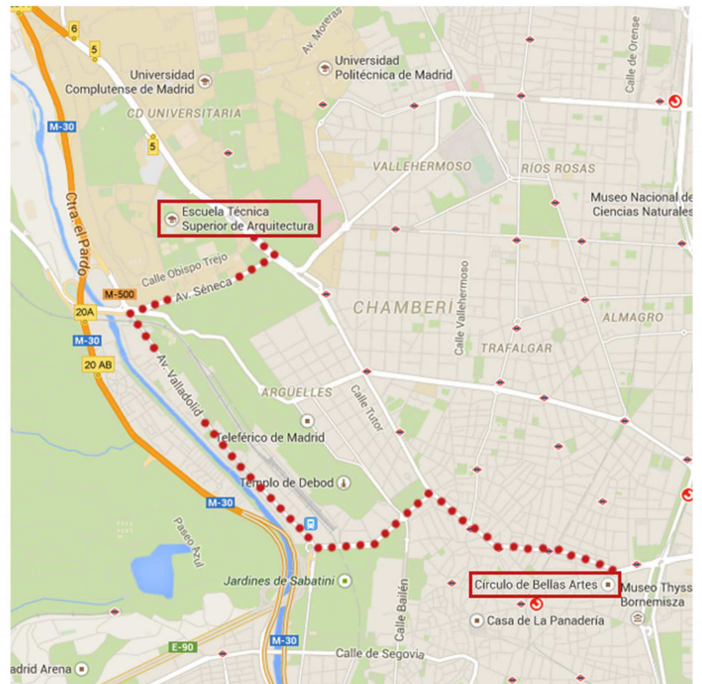 6
5
Av. Moreras
Universidad
Complutense de Madrid
Universidad
Politécnica de Madrid
Calle de Orense
CD UNIVERSITARIA
M-30
5
VALLEHERMOSO
RÍOS ROSAS
Museo Nacional de
Ciencias Naturales
Ctra. el Pardo
Escuela Técnica
Superior de Arquitectura
Calle Obispo Trejo
Av. Séneca
M-500
20A
M-30
20 AB
CHAMBERÍ
Calle Vallehermoso
ALMAGRO
TRAFALGAR
Av. Valladolid
ARGÜELLES
Calle Tutor
Teleférico de Madrid
Templo de Debod
M-30
Paseo Azul
Jardines de Sabatini
Calle Bailén
Círculo de Bellas Artes
Museo Thyss
Bornemisza
Casa de La Panadería
E-90
M-30
Calle de Segovia
adrid Arena